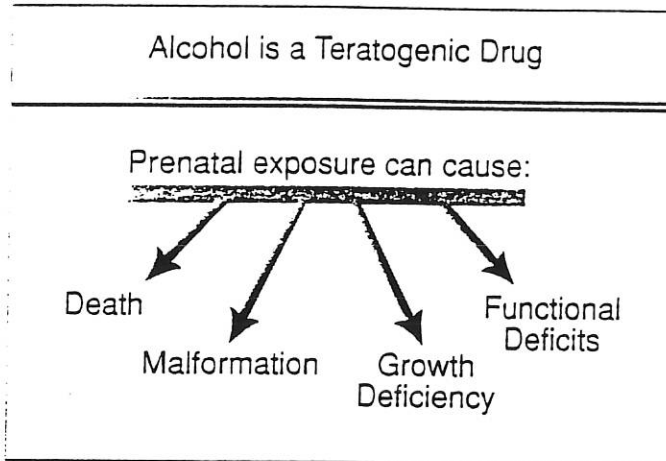 Alcohol is a Teratogenic Drug
Prenatal exposure can cause:
Death
Malformation
Growth
Deficiency
Functional
Deficits